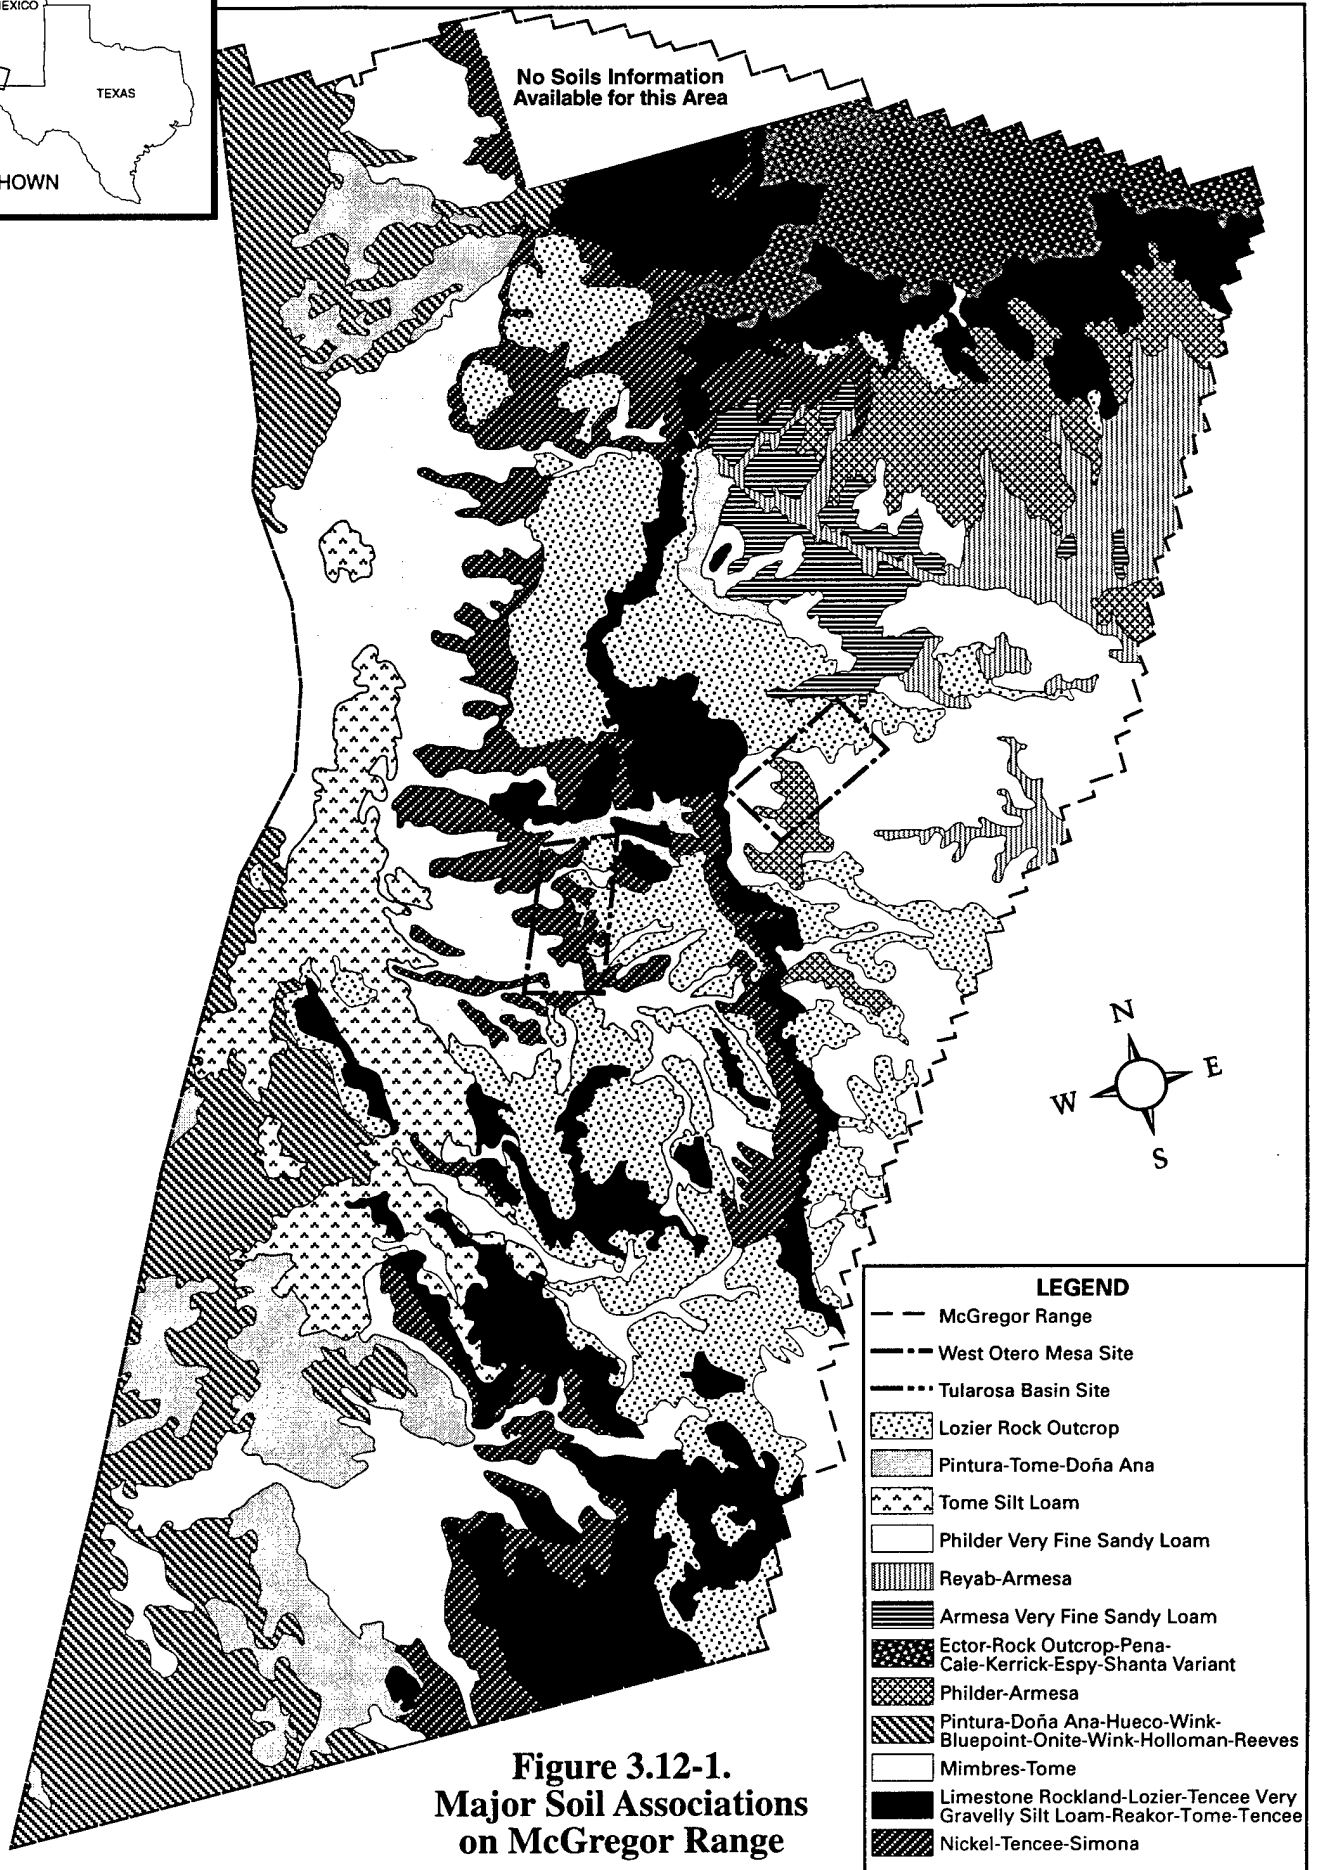 TEXAS
No Soils Information
Available for this Area
N
E
W
S
LEGEND
McGregor Range
West Otero Mesa Site
Tularosa Basin Site
Lozier Rock Outcrop
Pintura-Tome-Doña Ana
Tome Silt Loam
Philder Very Fine Sandy Loam
Reyab-Armesa
Armesa Very Fine Sandy Loam
Ector-Rock Outcrop-Pena-
Cale-Kerrick-Espy-Shanta Variant
Philder-Armesa
Pintura-Doña Ana-Hueco-Wink-
Bluepoint-Onite-Wink-Holloman-Reeves
Mimbres-Tome
Limestone Rockland-Lozier-Tencee Very
Gravelly Silt Loam-Reakor-Tome-Tencee
Nickel-Tencee-Simona
Figure 3.12-1.
Major Soil Associations
on McGregor Range